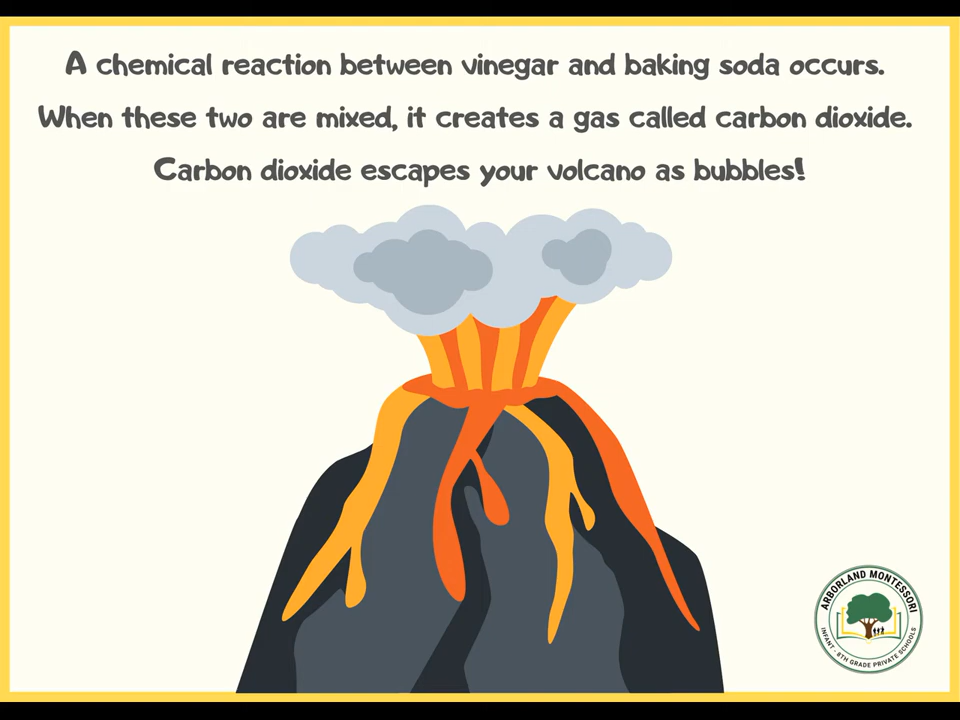 A chemical reaction between vinegar and baking soda occurs.
When these two are mixed, it creates a gas called carbon dioxide.
Carbon dioxide escapes your volcano as bubbles!
ARBORLAND MONTESSORI
INFANT - 8TH GRADE PRIVATE SCHOOLS